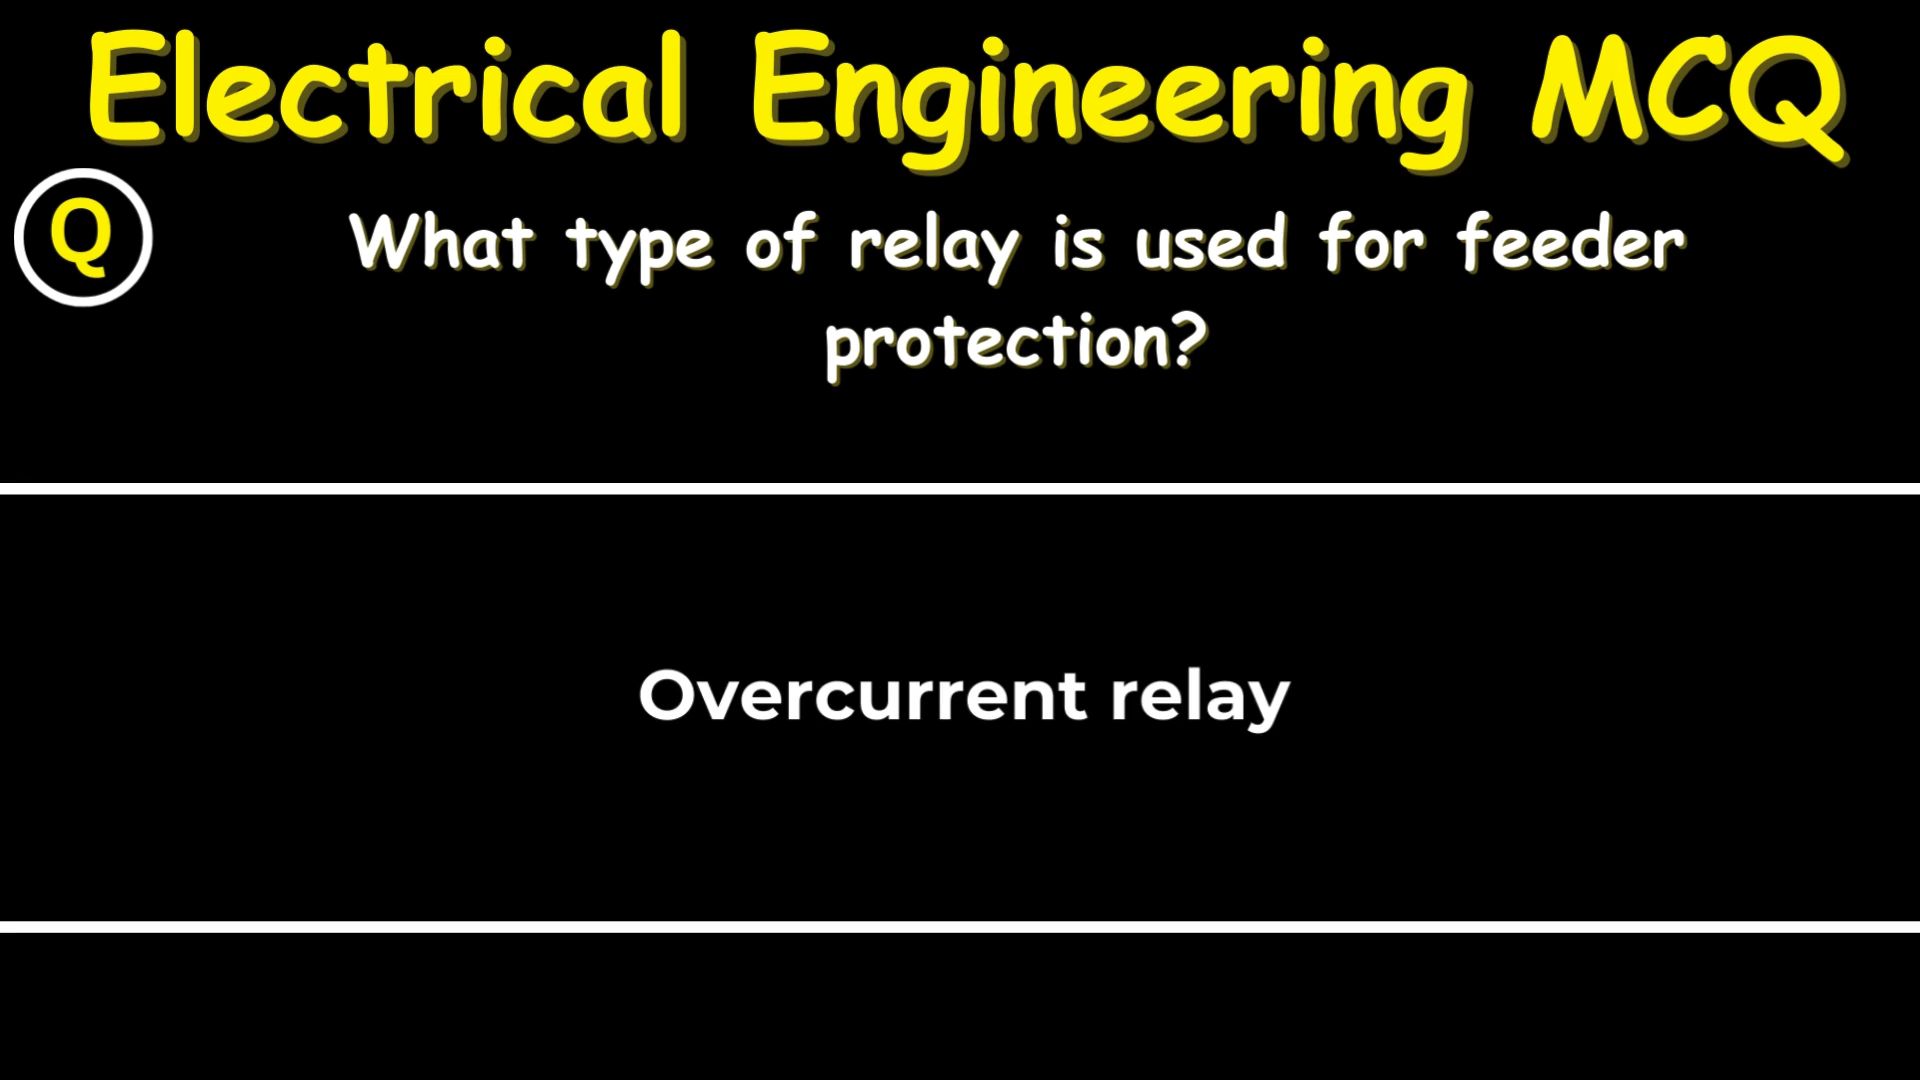 Electrical Engineering MCQ
Q
What type of relay is used for feeder
protection?
Overcurrent relay